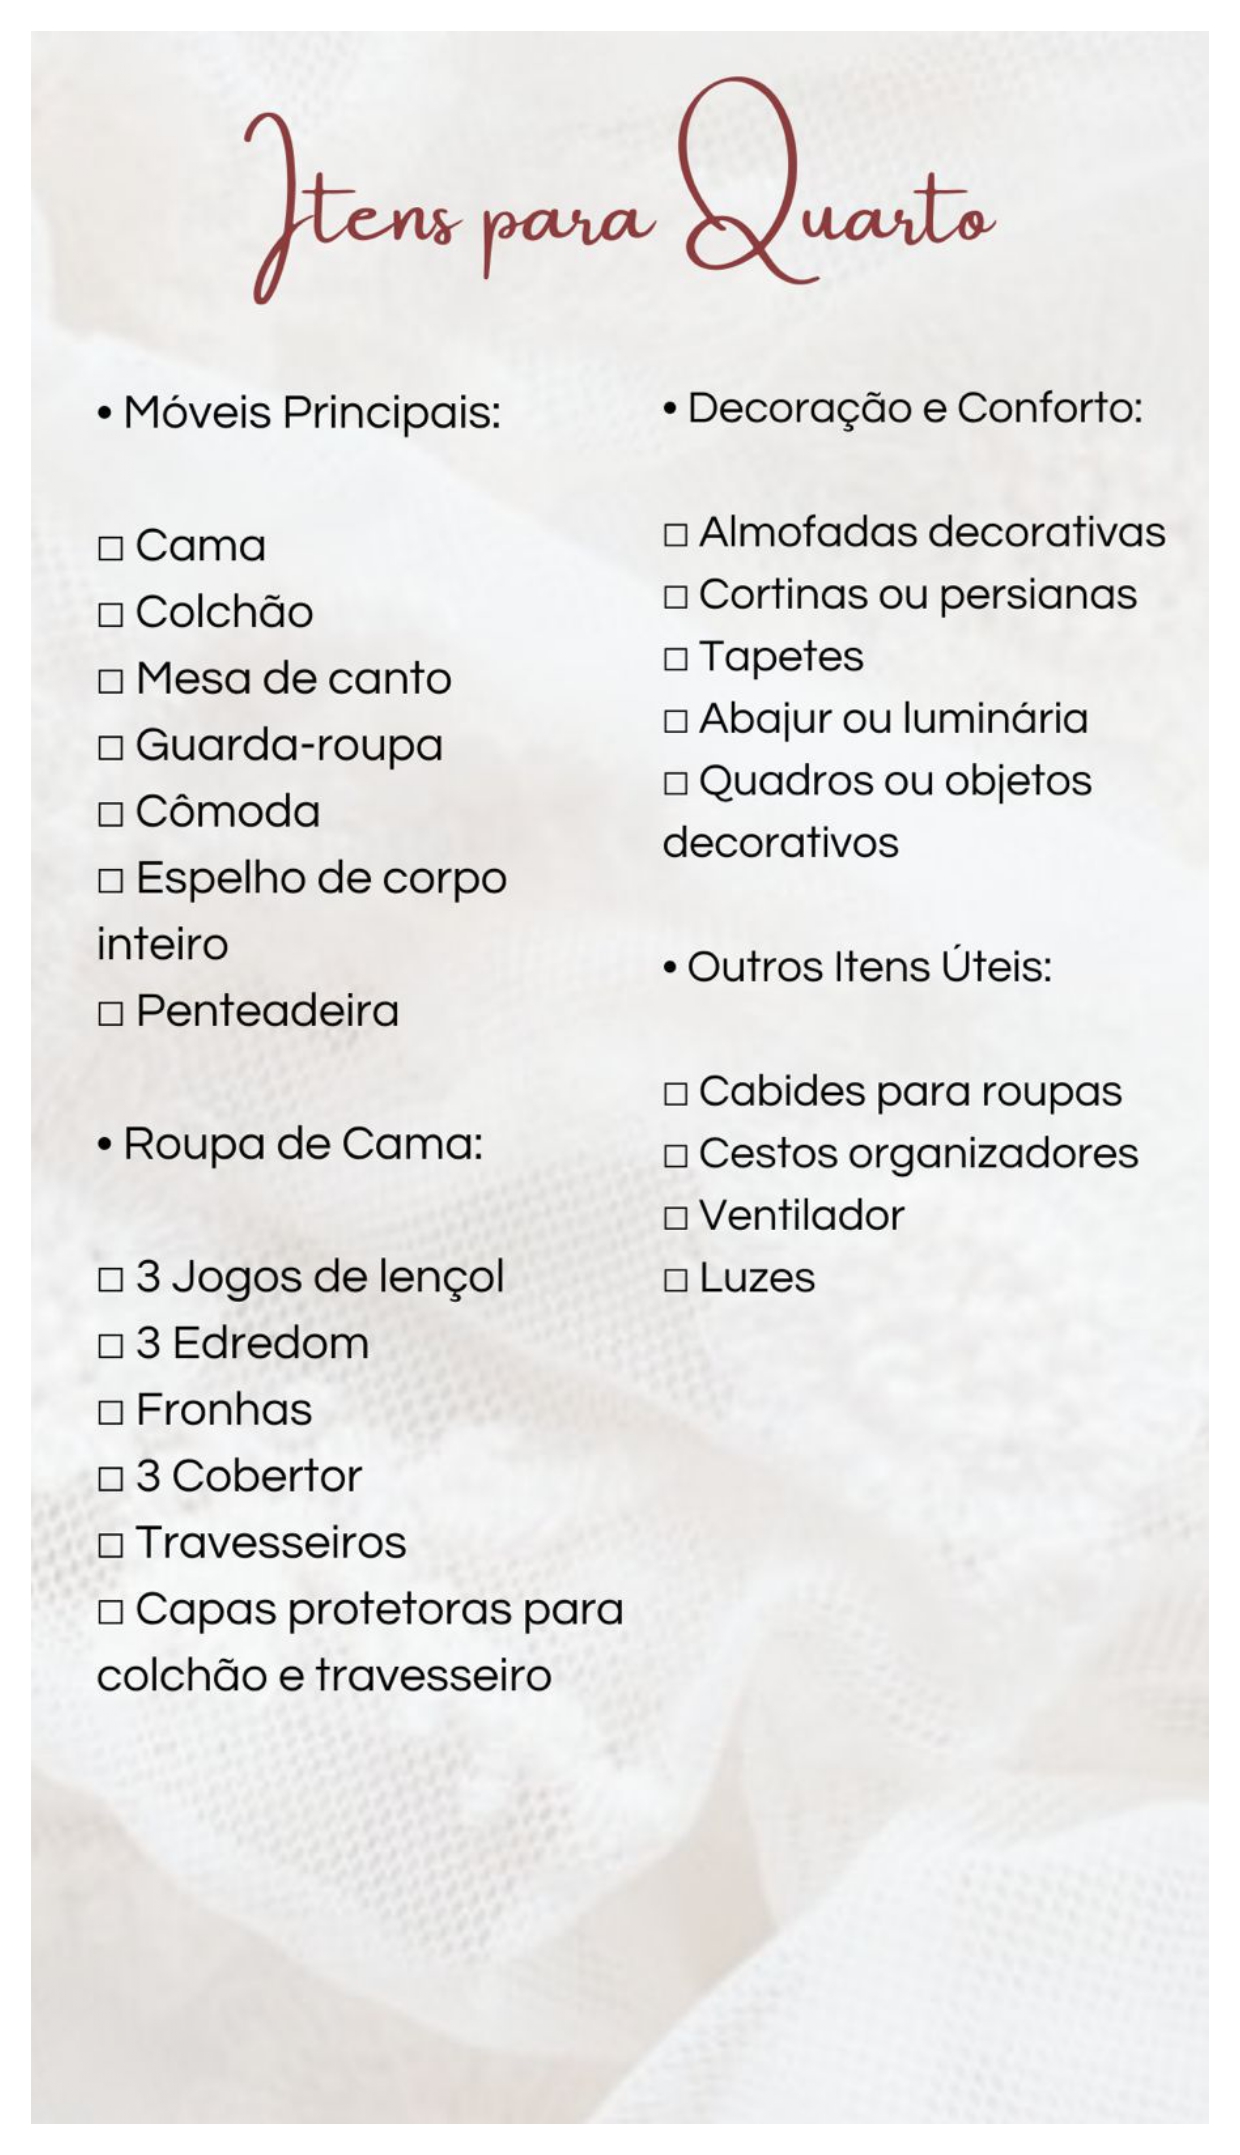 Itens para Quarto
• Móveis Principais:
□ Cama
□ Colchão
□ Mesa de canto
□ Guarda-roupa
□ Cômoda
□ Espelho de corpo
inteiro
□ Penteadeira
• Roupa de Cama:
□ 3 Jogos de lençol
□ 3 Edredom
□ Fronhas
□ 3 Cobertor
□ Travesseiros
□ Capas protetoras para
colchão e travesseiro
• Decoração e Conforto:
□ Almofadas decorativas
□ Cortinas ou persianas
□ Tapetes
□ Abajur ou luminária
□ Quadros ou objetos
decorativos
• Outros Itens Úteis:
□ Cabides para roupas
□ Cestos organizadores
□ Ventilador
□ Luzes